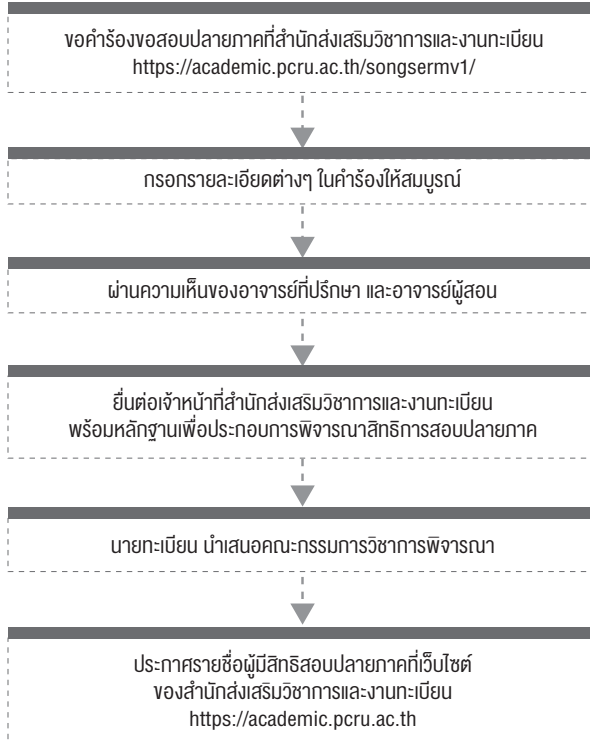 ขอคำร้องขอสอบปลายภาคที่สำนักส่งเสริมวิชาการและงานทะเบียน
https://academic.pcru.ac.th/songsermv1/
กรอกรายละเอียดต่างๆ ในคำร้องให้สมบูรณ์
ผ่านความเห็นของอาจารย์ที่ปรึกษา และอาจารย์ผู้สอน
ยื่นต่อเจ้าหน้าที่สำนักส่งเสริมวิชาการและงานทะเบียน
พร้อมหลักฐานเพื่อประกอบการพิจารณาสิทธิการสอบปลายภาค
นายทะเบียน นำเสนอคณะกรรมการวิชาการพิจารณา
ประกาศรายชื่อผู้มีสิทธิสอบปลายภาคที่เว็บไซต์
ของสำนักส่งเสริมวิชาการและงานทะเบียน
https://academic.pcru.ac.th